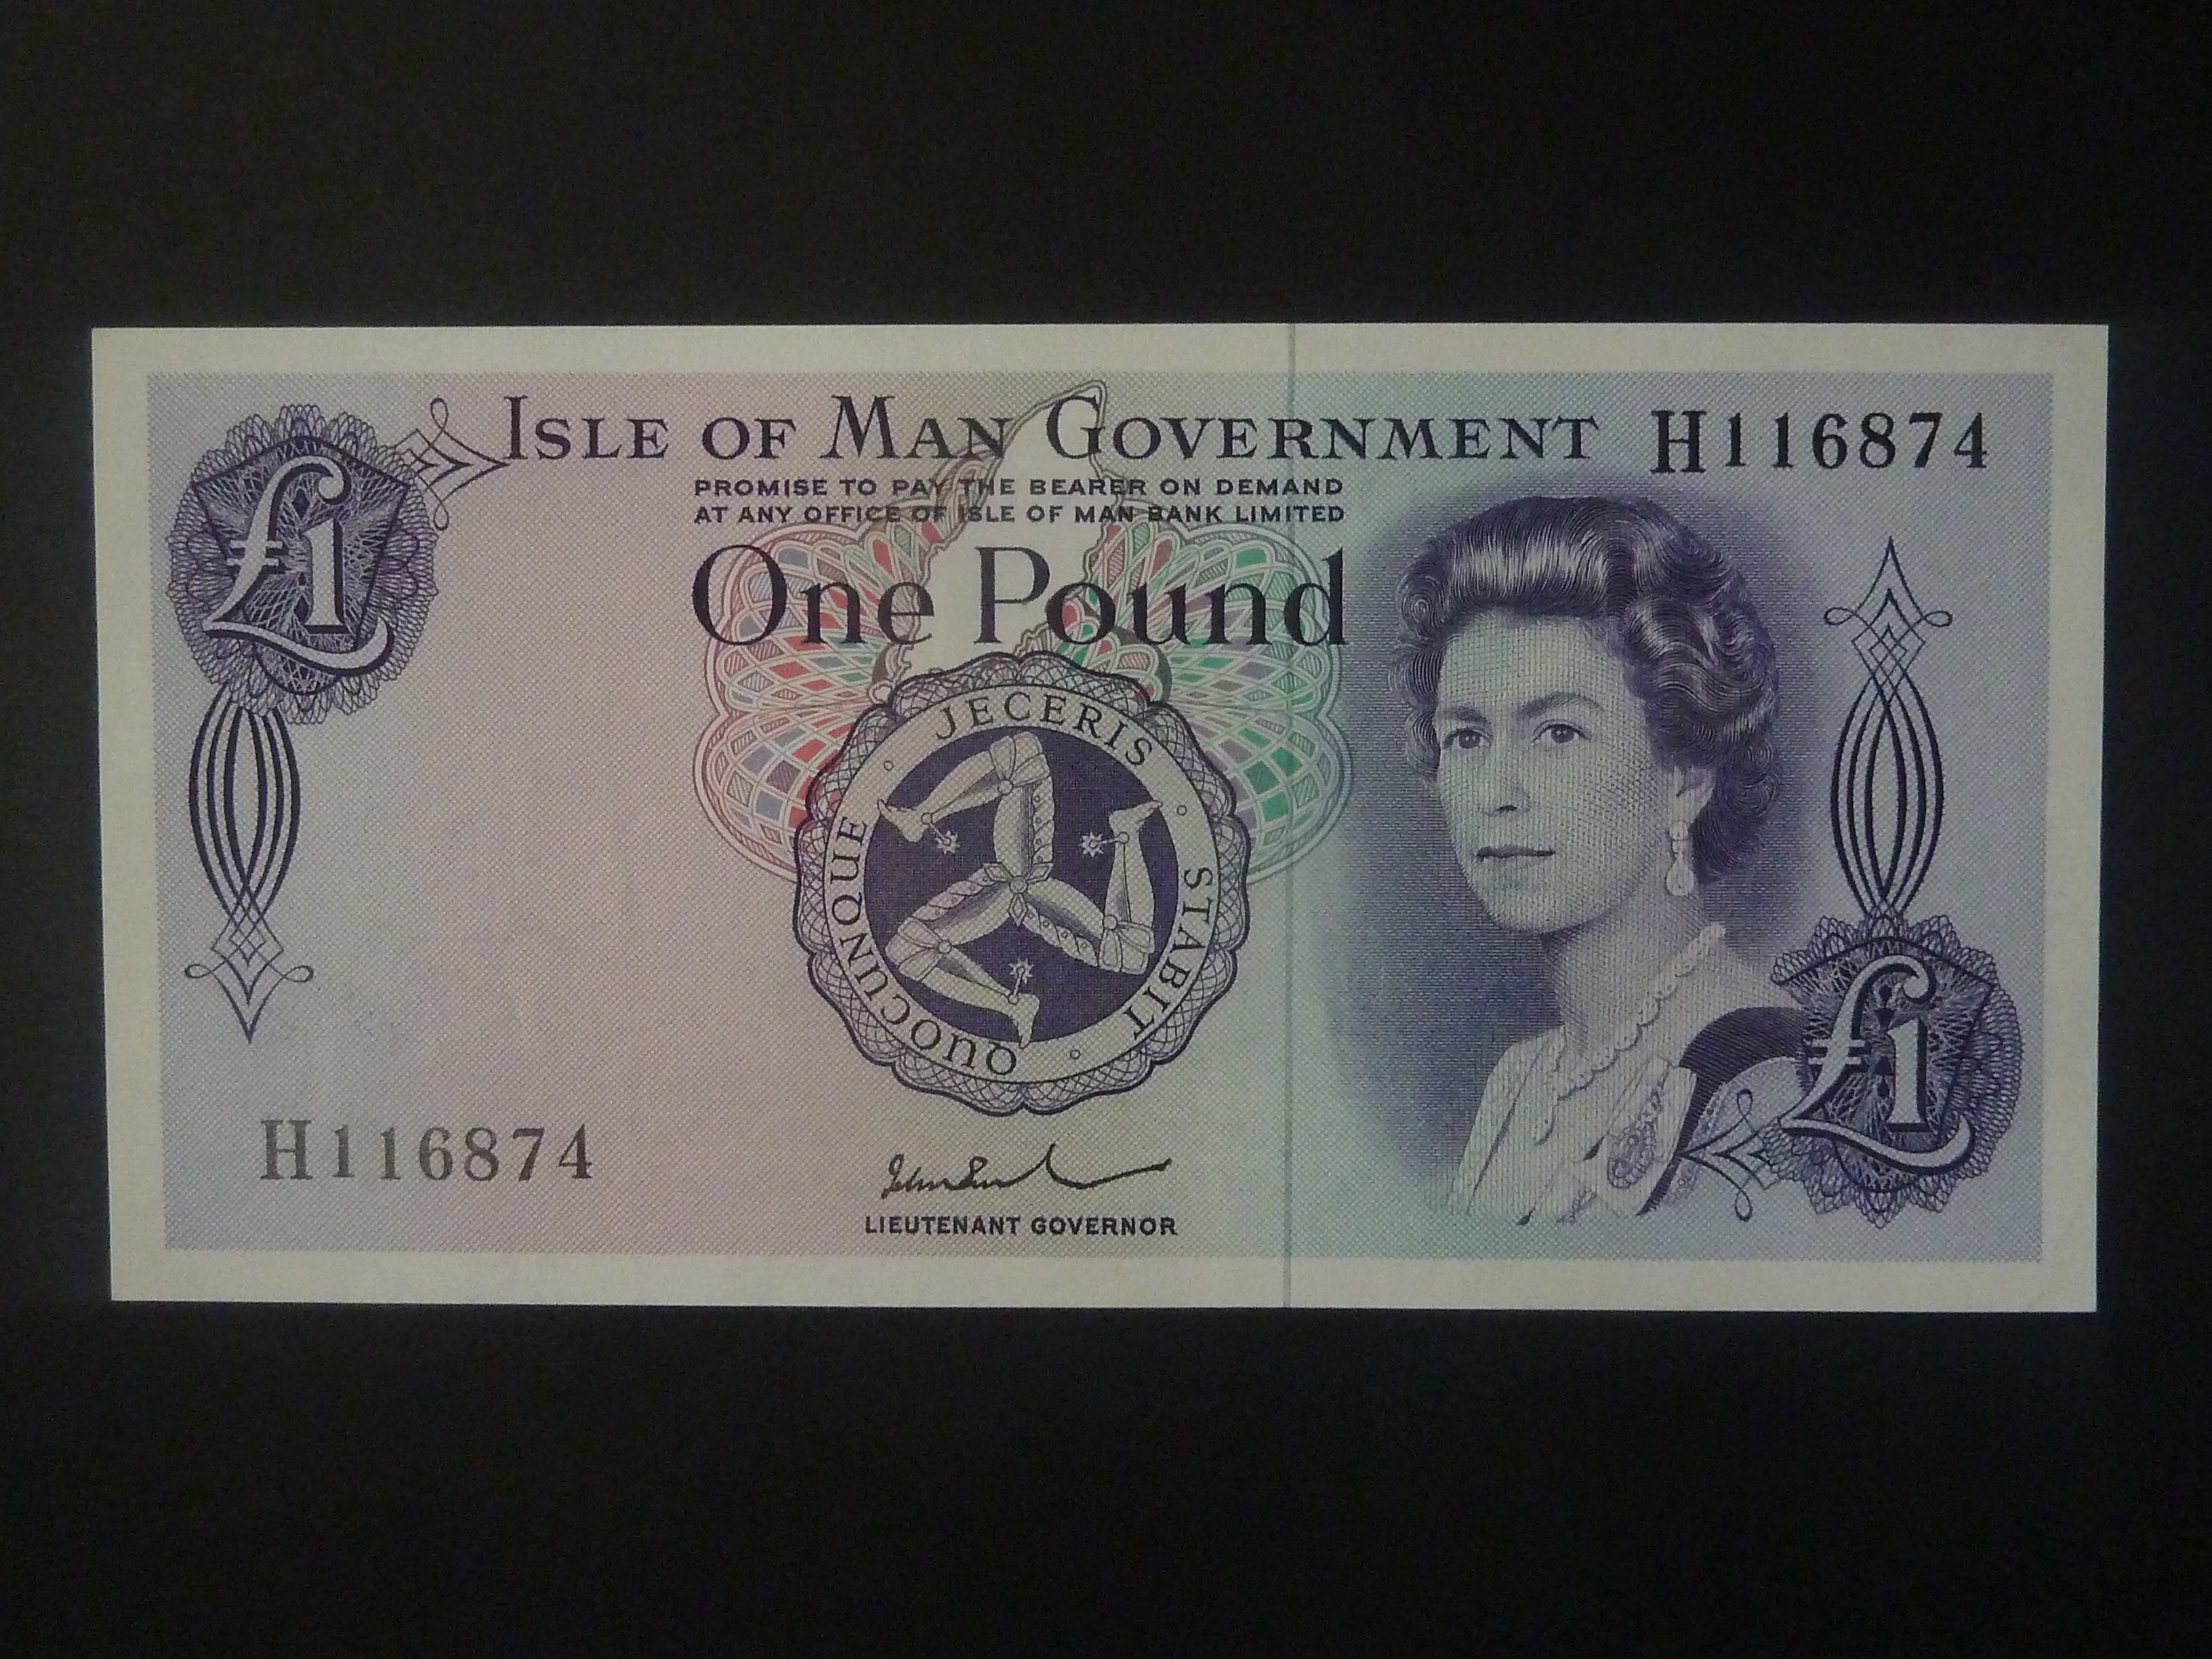 ISLE OF MAN GOVERNMENT H116874
PROMISE TO PAY THE BEARER ON DEMAND
AT ANY OFFICE OF ISLE OF MAN BANK LIMITED
£1
One Pound
QUOCUNQUE · JECERIS · STABIT ·
£1
H116874
LIEUTENANT GOVERNOR